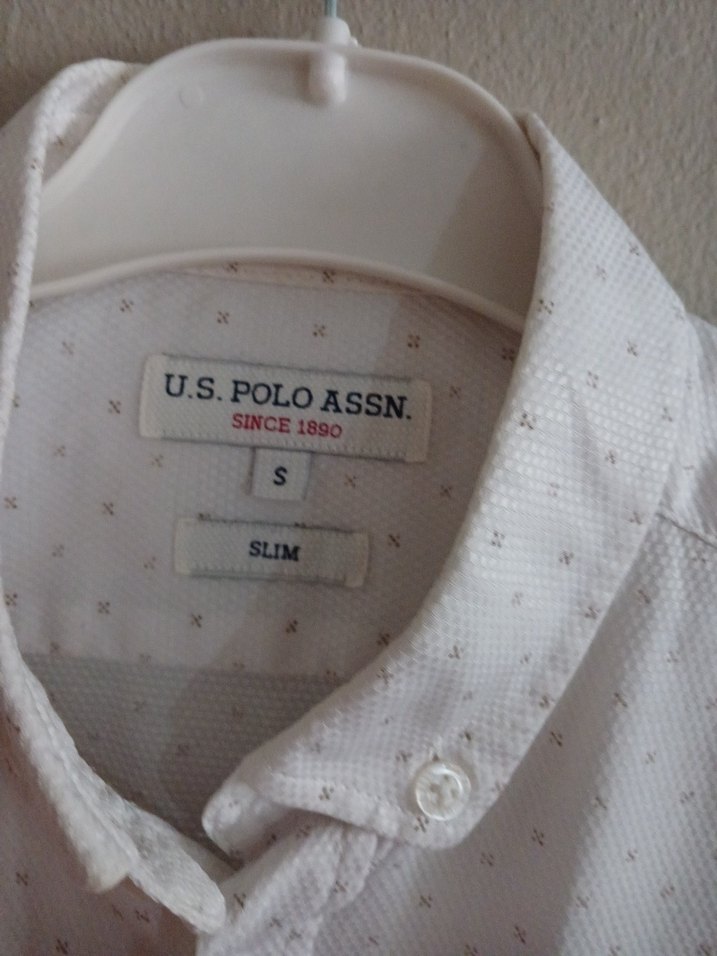 U.S. POLO ASSN.
SINCE 1890
S
SLIM